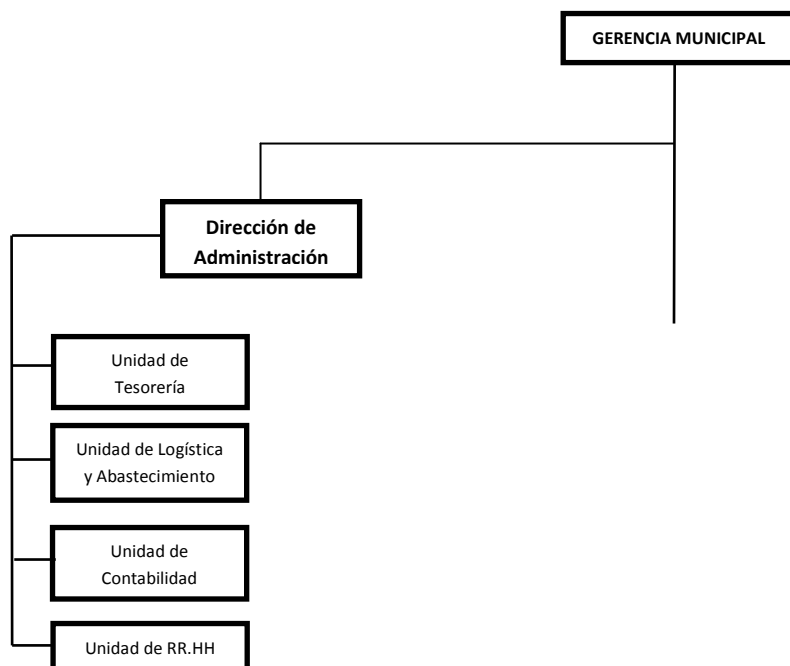 GERENCIA MUNICIPAL
Dirección de
Administración
Unidad de
Tesorería
Unidad de Logística
y Abastecimiento
Unidad de
Contabilidad
Unidad de RR.HH